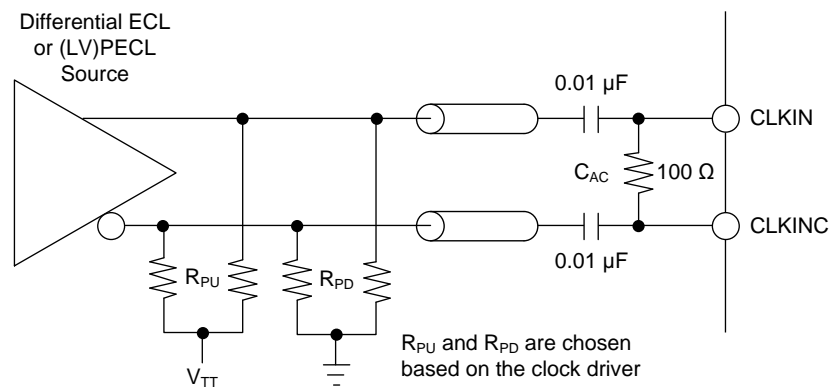 Differential ECL
or (LV)PECL
Source
0.01 µF
CLKIN
C_AC
100 Ω
CLKINC
0.01 µF
R_PU
R_PD
R_PU and R_PD are chosen
based on the clock driver
V_TT